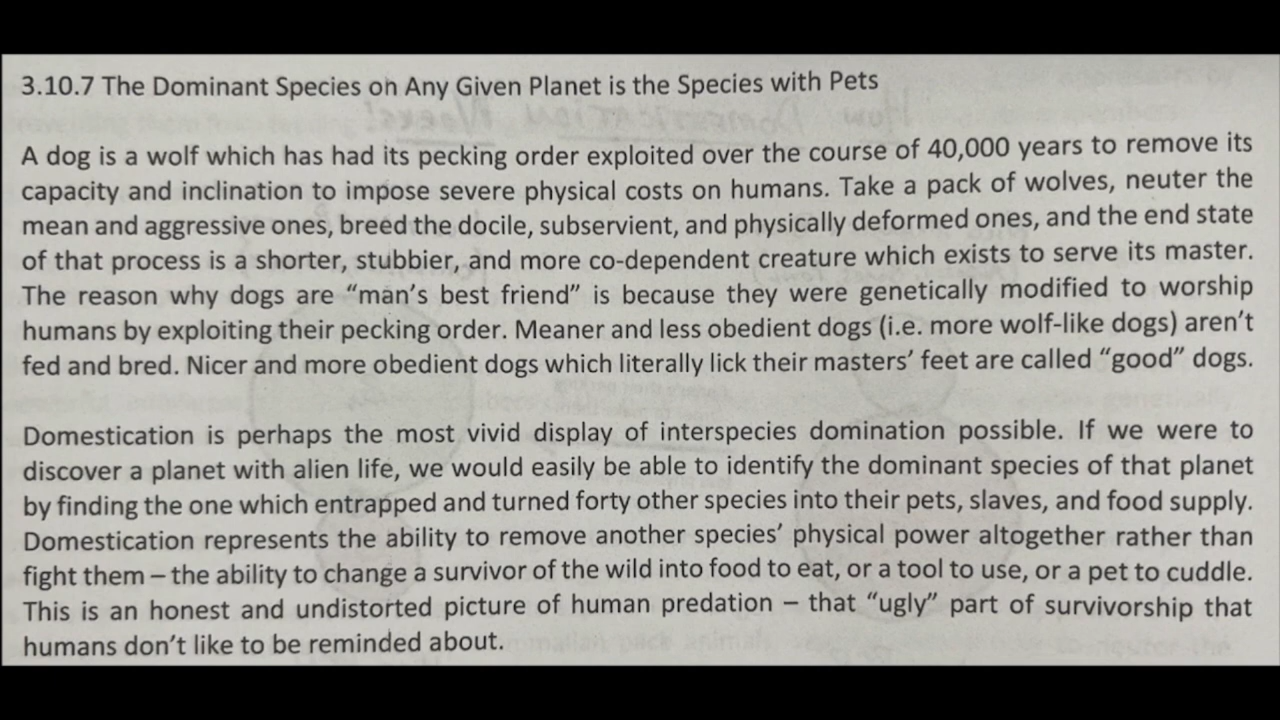 3.10.7 The Dominant Species on Any Given Planet is the Species with Pets
A dog is a wolf which has had its pecking order exploited over the course of 40,000 years to remove its
capacity and inclination to impose severe physical costs on humans. Take a pack of wolves, neuter the
mean and aggressive ones, breed the docile, subservient, and physically deformed ones, and the end state
of that process is a shorter, stubbier, and more co-dependent creature which exists to serve its master.
The reason why dogs are “man’s best friend” is because they were genetically modified to worship
humans by exploiting their pecking order. Meaner and less obedient dogs (i.e. more wolf-like dogs) aren’t
fed and bred. Nicer and more obedient dogs which literally lick their masters’ feet are called “good” dogs.
Domestication is perhaps the most vivid display of interspecies domination possible. If we were to
discover a planet with alien life, we would easily be able to identify the dominant species of that planet
by finding the one which entrapped and turned forty other species into their pets, slaves, and food supply.
Domestication represents the ability to remove another species’ physical power altogether rather than
fight them – the ability to change a survivor of the wild into food to eat, or a tool to use, or a pet to cuddle.
This is an honest and undistorted picture of human predation – that “ugly” part of survivorship that
humans don’t like to be reminded about.